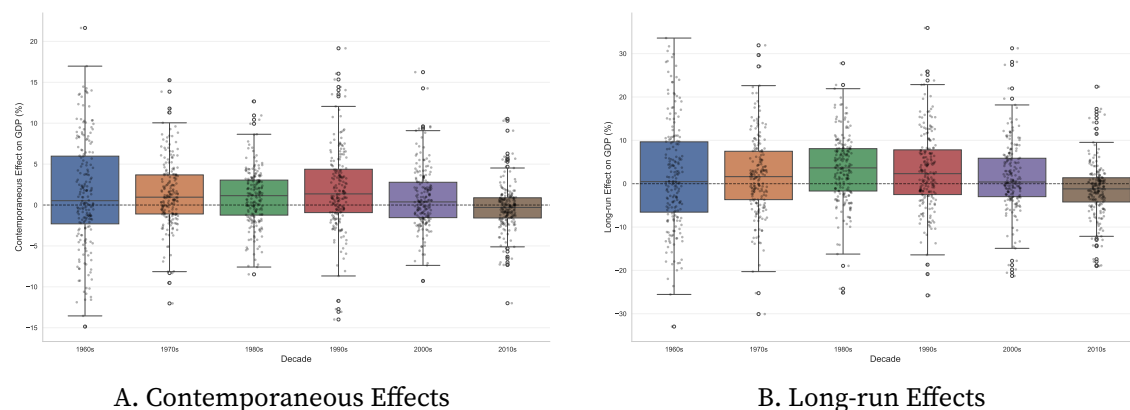 Contemporaneous Effect on GDP (%)
20
15
10
5
0
−5
−10
−15
1960s 1970s 1980s 1990s 2000s 2010s
Decade
A. Contemporaneous Effects
Long-run Effect on GDP (%)
30
20
10
0
−10
−20
−30
1960s 1970s 1980s 1990s 2000s 2010s
Decade
B. Long-run Effects